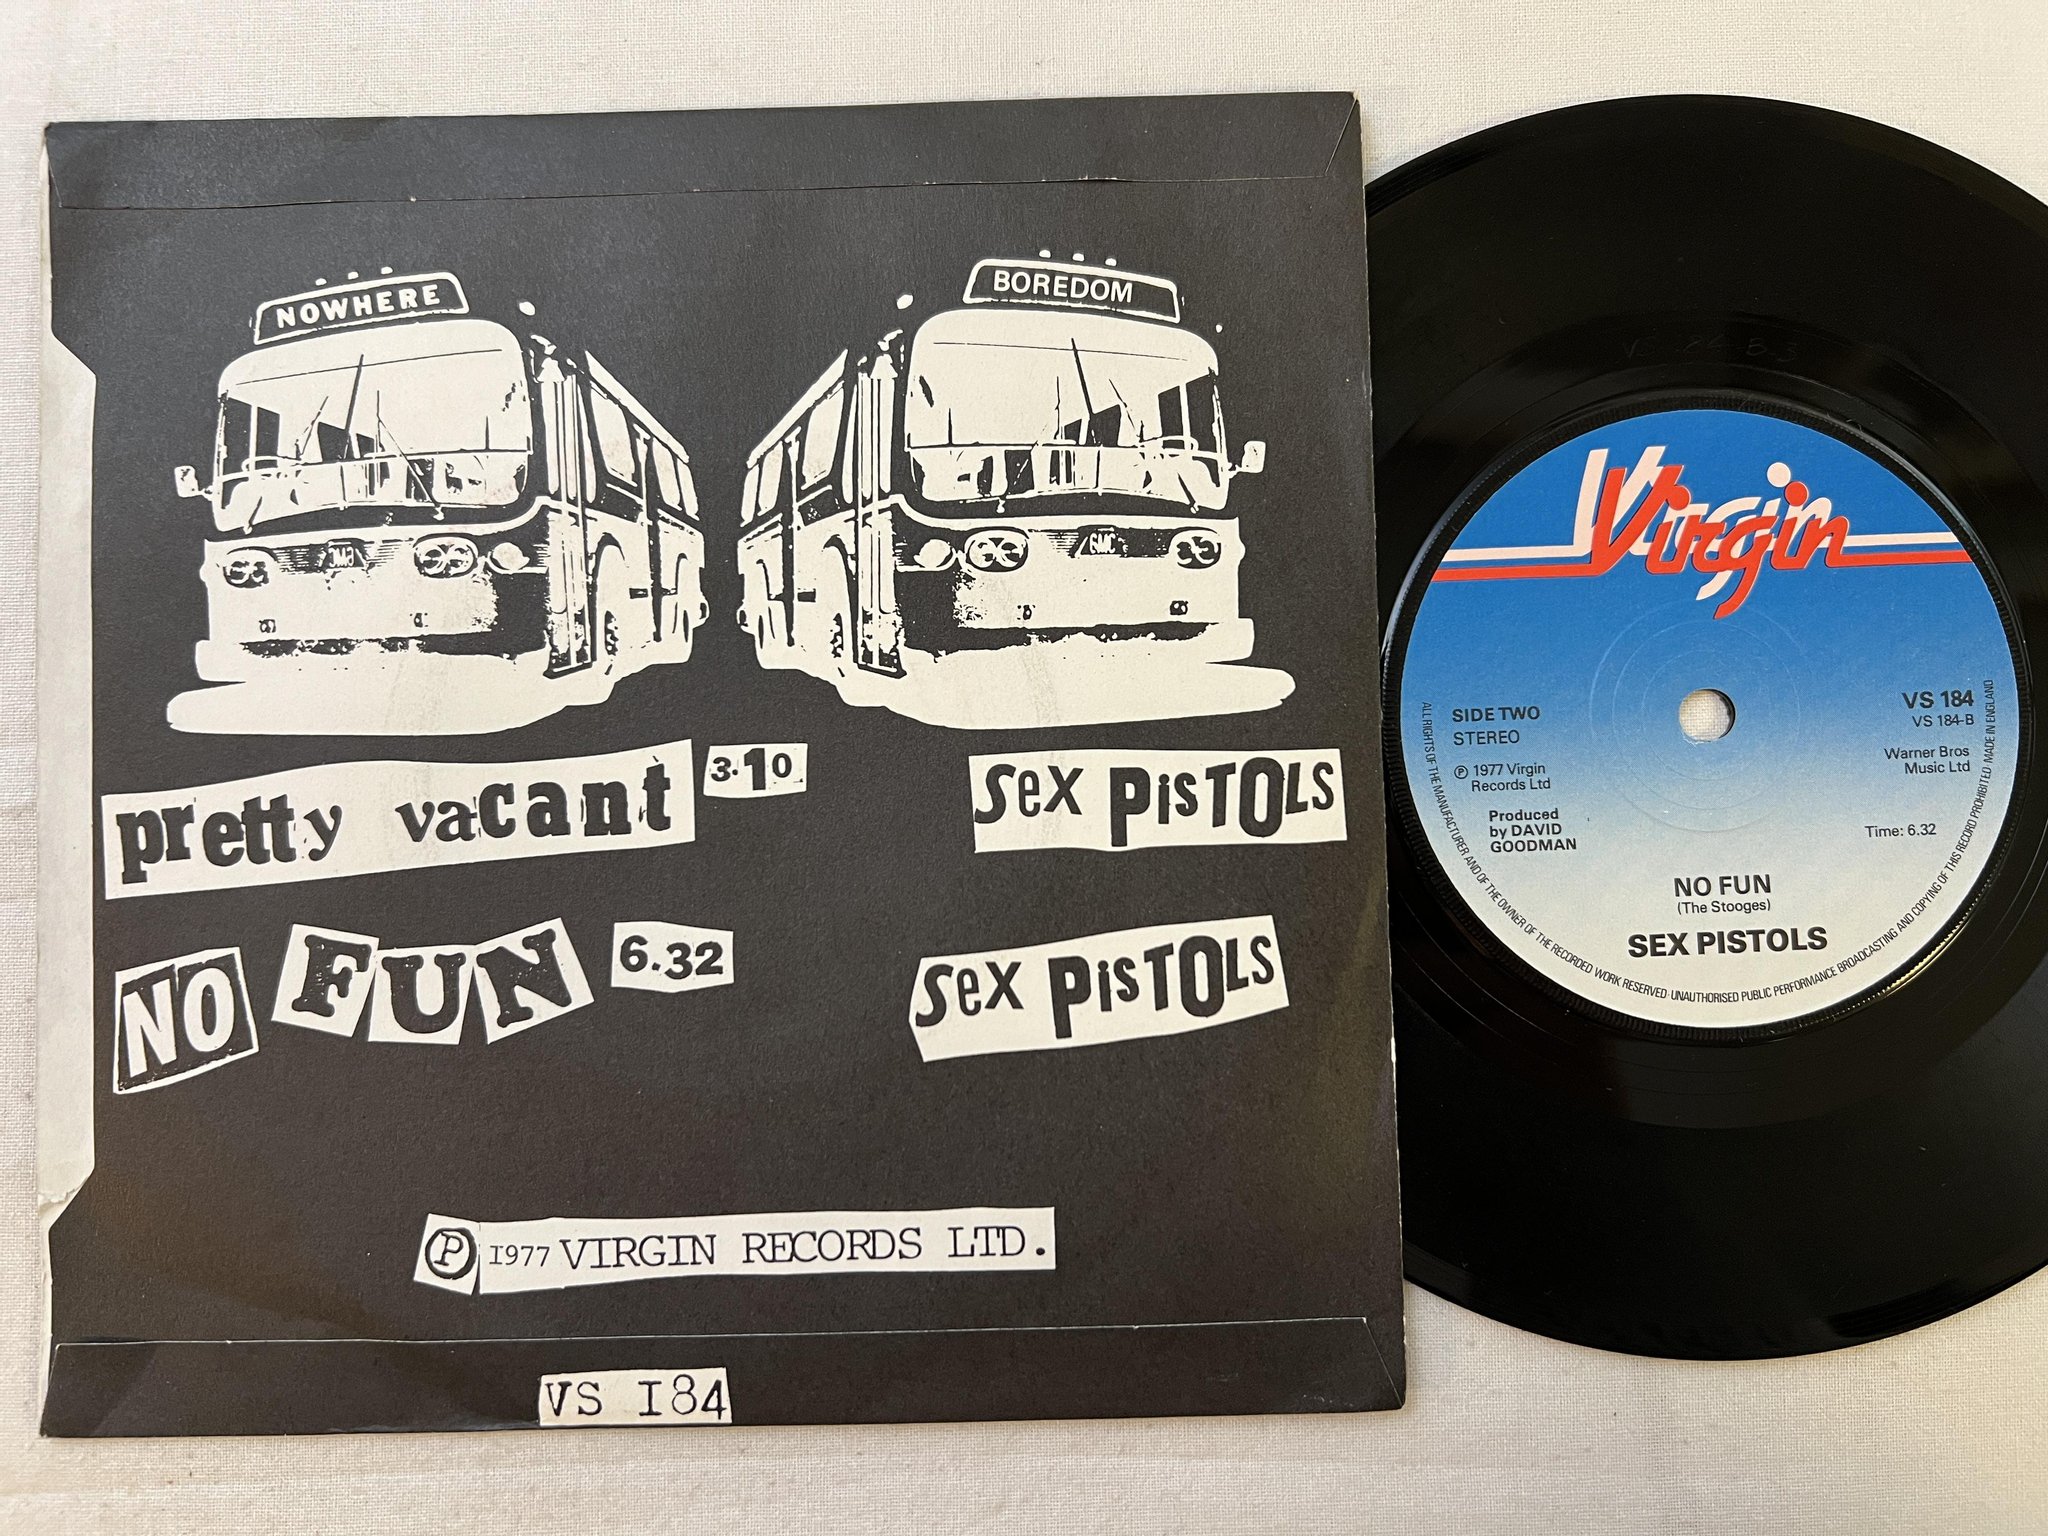 NOWHERE
BOREDOM
GMC
pretty vacant 3.10 Sex PisTOLS
NO FUN 6.32 Sex PisTOLS
Ⓟ 1977 VIRGIN RECORDS LTD.
VS 184
Virgin
SIDE TWO
STEREO
Ⓟ 1977 Virgin
Records Ltd
Produced
by DAVID
GOODMAN
VS 184
VS 184-B
Warner Bros
Music Ltd
Time: 6.32
NO FUN
(The Stooges)
SEX PISTOLS
ALL RIGHTS OF THE MANUFACTURER AND OF THE OWNER OF THE RECORDED WORK RESERVED·UNAUTHORISED PUBLIC PERFORMANCE BROADCASTING AND COPYING OF THIS RECORD PROHIBITED MADE IN ENGLAND